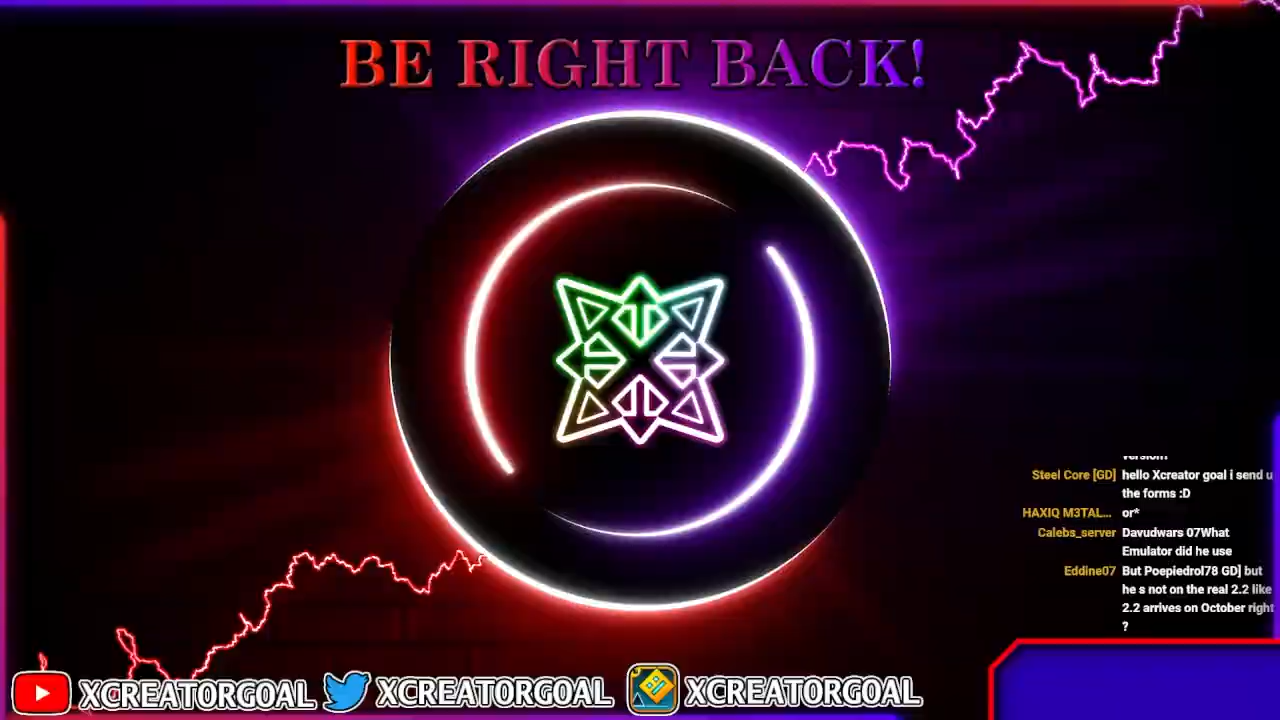 BE RIGHT BACK!
version?
Steel Core [GD] hello Xcreator goal i send u
the forms :D
HAXIQ M3TAL... or*
Calebs_server Davudwars 07What
Emulator did he use
Eddine07 But Poepiedrol78 GD] but
he s not on the real 2.2 like
2.2 arrives on October right
?
XCREATORGOAL XCREATORGOAL XCREATORGOAL